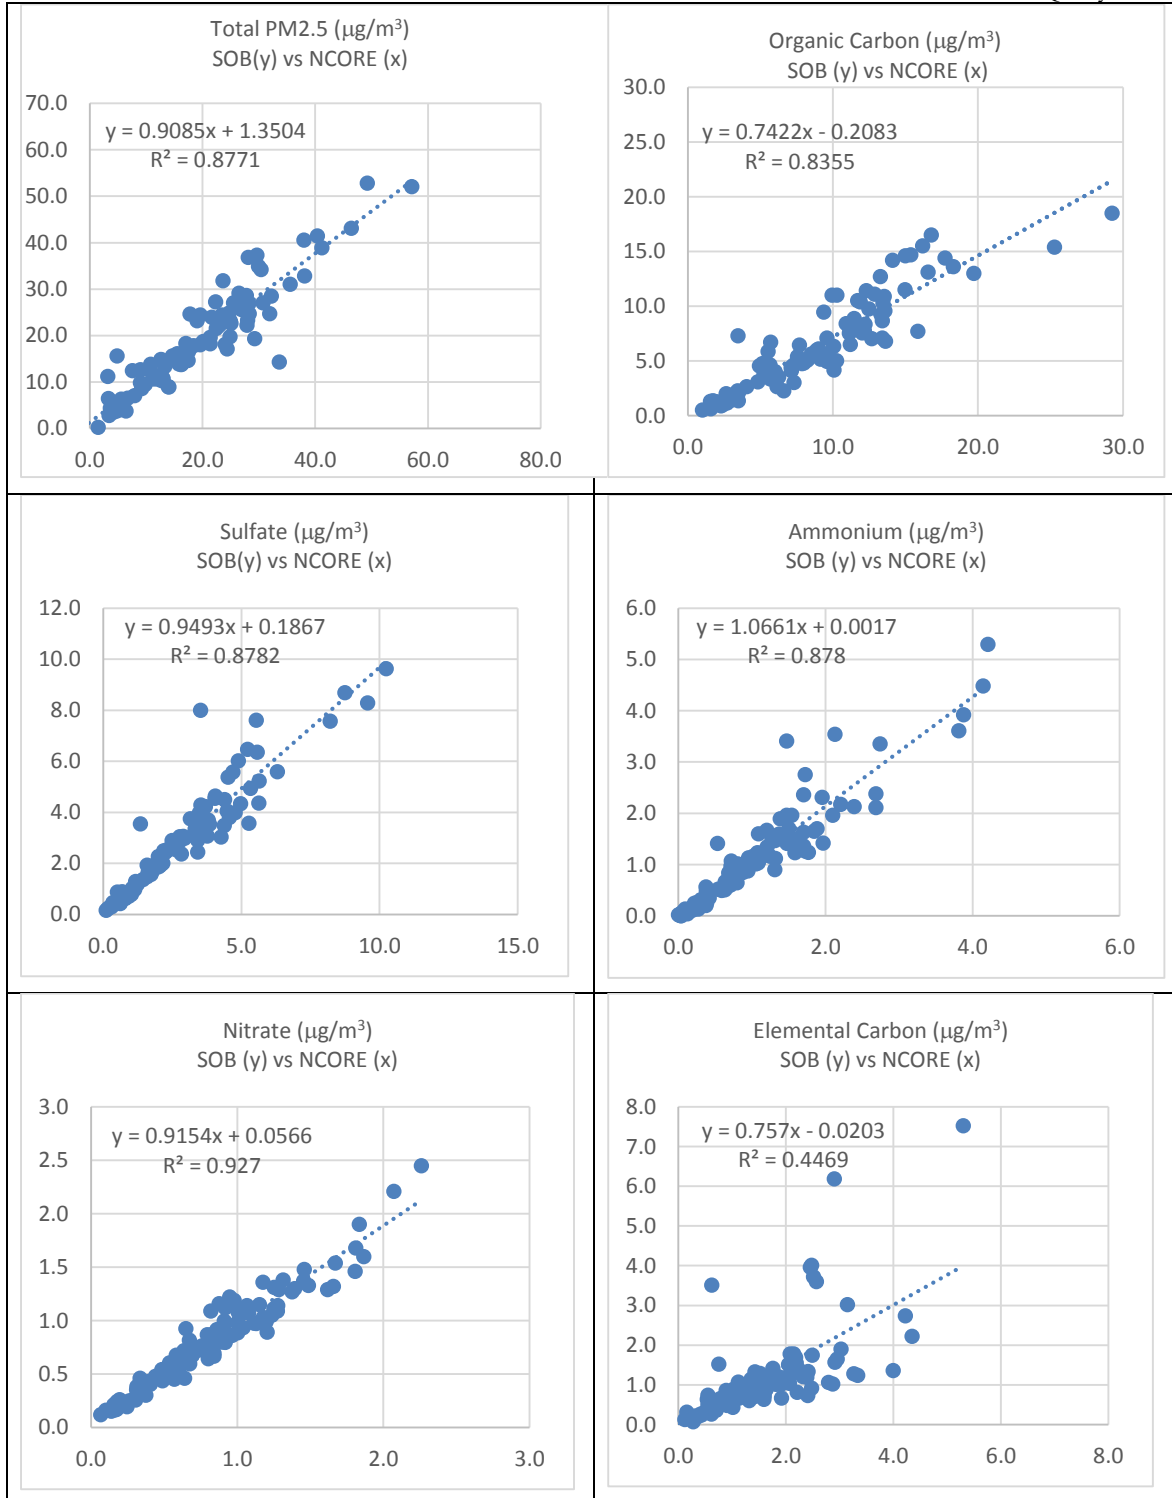 Total PM2.5 (μg/m³)
SOB(y) vs NCORE (x)
70.0
60.0
50.0
40.0
30.0
20.0
10.0
0.0
y = 0.9085x + 1.3504
R² = 0.8771
0.0 20.0 40.0 60.0 80.0
Organic Carbon (μg/m³)
SOB (y) vs NCORE (x)
30.0
25.0
20.0
15.0
10.0
5.0
0.0
y = 0.7422x - 0.2083
R² = 0.8355
0.0 10.0 20.0 30.0
Sulfate (μg/m³)
SOB(y) vs NCORE (x)
12.0
10.0
8.0
6.0
4.0
2.0
0.0
y = 0.9493x + 0.1867
R² = 0.8782
0.0 5.0 10.0 15.0
Ammonium (μg/m³)
SOB (y) vs NCORE (x)
6.0
5.0
4.0
3.0
2.0
1.0
0.0
y = 1.0661x + 0.0017
R² = 0.878
0.0 2.0 4.0 6.0
Nitrate (μg/m³)
SOB (y) vs NCORE (x)
3.0
2.5
2.0
1.5
1.0
0.5
0.0
y = 0.9154x + 0.0566
R² = 0.927
0.0 1.0 2.0 3.0
Elemental Carbon (μg/m³)
SOB (y) vs NCORE (x)
8.0
7.0
6.0
5.0
4.0
3.0
2.0
1.0
0.0
y = 0.757x - 0.0203
R² = 0.4469
0.0 2.0 4.0 6.0 8.0